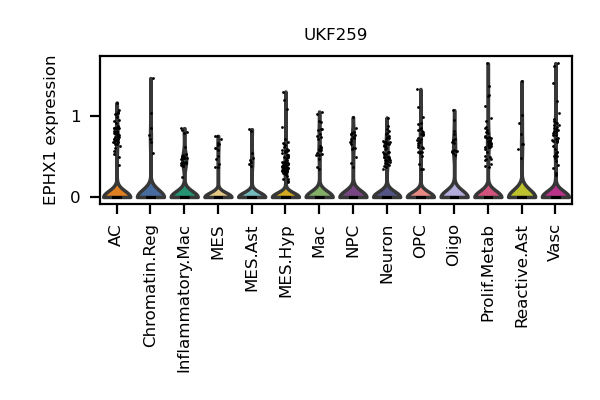 UKF259
EPHX1 expression
1
0
AC
Chromatin.Reg
Inflammatory.Mac
MES
MES.Ast
MES.Hyp
Mac
NPC
Neuron
OPC
Oligo
Prolif.Metab
Reactive.Ast
Vasc